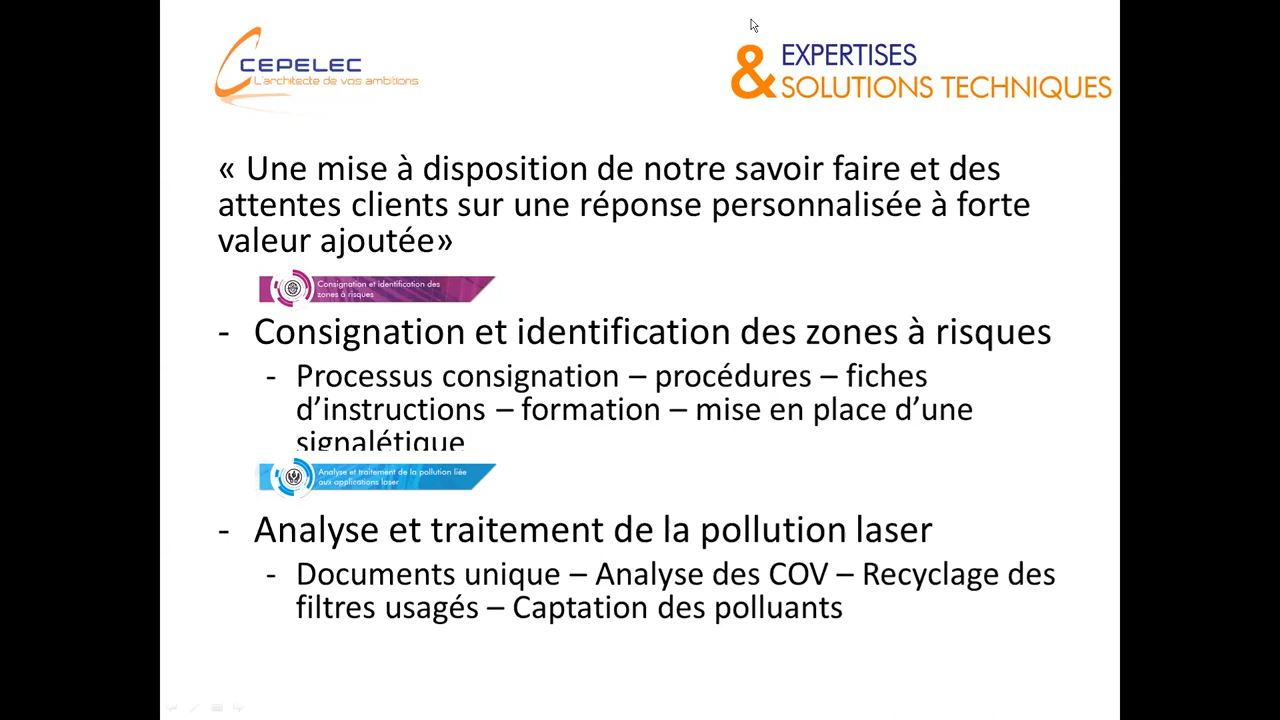 CEPELEC
L'architecte de vos ambitions
& EXPERTISES
SOLUTIONS TECHNIQUES
« Une mise à disposition de notre savoir faire et des
attentes clients sur une réponse personnalisée à forte
valeur ajoutée»
Consignation et identification des
zones à risques
- Consignation et identification des zones à risques
- Processus consignation – procédures – fiches
d’instructions – formation – mise en place d’une
signalétique
Analyse et traitement de la pollution liée
aux applications laser
- Analyse et traitement de la pollution laser
- Documents unique – Analyse des COV – Recyclage des
filtres usagés – Captation des polluants